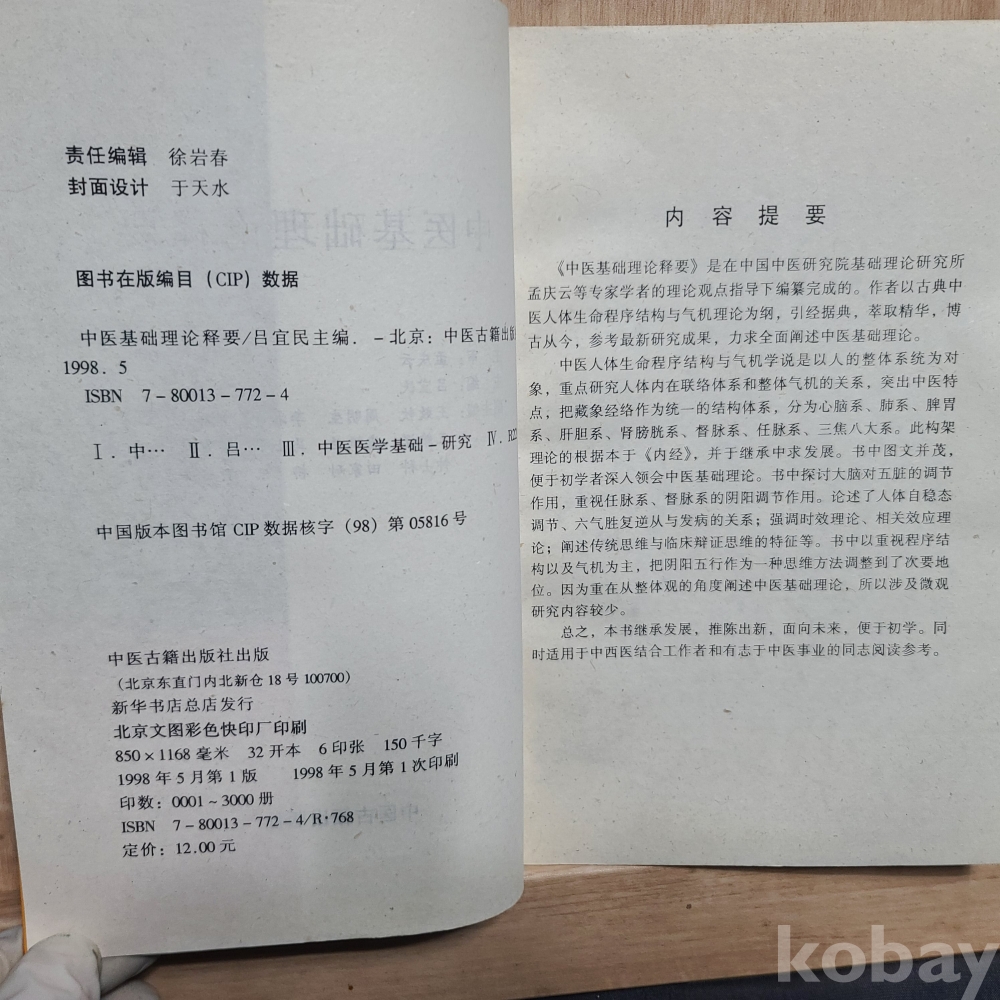 责任编辑 徐岩春
封面设计 于天水
图书在版编目（CIP）数据
中医基础理论释要/吕宜民主编．－北京：中医古籍出版
1998．5
ISBN 7－80013－772－4
Ⅰ．中… Ⅱ．吕… Ⅲ．中医医学基础－研究 Ⅳ．
中国版本图书馆 CIP 数据核字（98）第 05816 号
中医古籍出版社出版
（北京东直门内北新仓 18 号 100700）
新华书店总店发行
北京文图彩色快印厂印刷
850×1168 毫米 32 开本 6 印张 150 千字
1998 年 5 月第 1 版 1998 年 5 月第 1 次印刷
印数：0001～3000 册
ISBN 7－80013－772－4/R·768
定价：12.00 元
内容提要
《中医基础理论释要》是在中国中医研究院基础理论研究所
孟庆云等专家学者的理论观点指导下编纂完成的。作者以古典中
医人体生命程序结构与气机理论为纲，引经据典，萃取精华，博
古从今，参考最新研究成果，力求全面阐述中医基础理论。
中医人体生命程序结构与气机学说是以人的整体系统为对
象，重点研究人体内在联络体系和整体气机的关系，突出中医特
点，把藏象经络作为统一的结构体系，分为心脑系、肺系、脾胃
系、肝胆系、肾膀胱系、督脉系、任脉系、三焦八大系。此构架
理论的根据本于《内经》，并于继承中求发展。书中图文并茂，
便于初学者深入领会中医基础理论。书中探讨大脑对五脏的调节
作用，重视任脉系、督脉系的阴阳调节作用。论述了人体自稳态
调节、六气胜复逆从与发病的关系；强调时效理论、相关效应理
论；阐述传统思维与临床辩证思维的特征等。书中以重视程序结
构以及气机为主，把阴阳五行作为一种思维方法调整到了次要地
位。因为重在从整体观的角度阐述中医基础理论，所以涉及微观
研究内容较少。
总之，本书继承发展，推陈出新，面向未来，便于初学。同
时适用于中西医结合工作者和有志于中医事业的同志阅读参考。
kobay